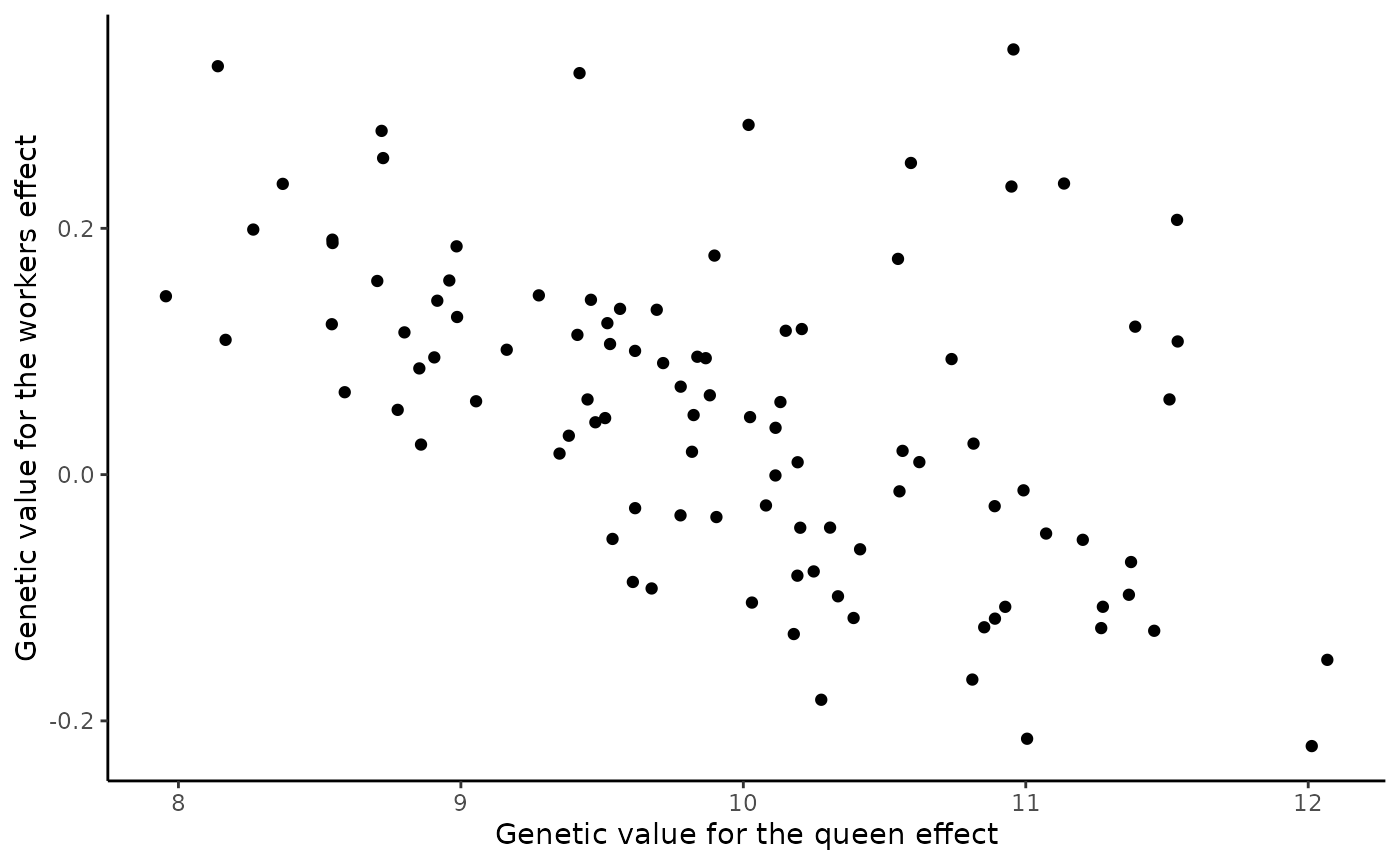 Genetic value for the workers effect
0.2
0.0
-0.2
8 9 10 11 12
Genetic value for the queen effect